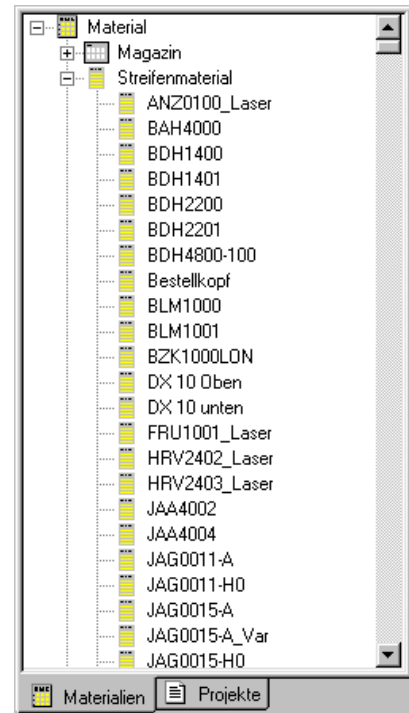 Material
Magazin
Streifenmaterial
ANZ0100_Laser
BAH4000
BDH1400
BDH1401
BDH2200
BDH2201
BDH4800-100
Bestellkopf
BLM1000
BLM1001
BZK1000LON
DX 10 Oben
DX 10 unten
FRU1001_Laser
HRV2402_Laser
HRV2403_Laser
JAA4002
JAA4004
JAG0011-A
JAG0011-H0
JAG0015-A
JAG0015-A_Var
JAG0015-H0
Materialien Projekte